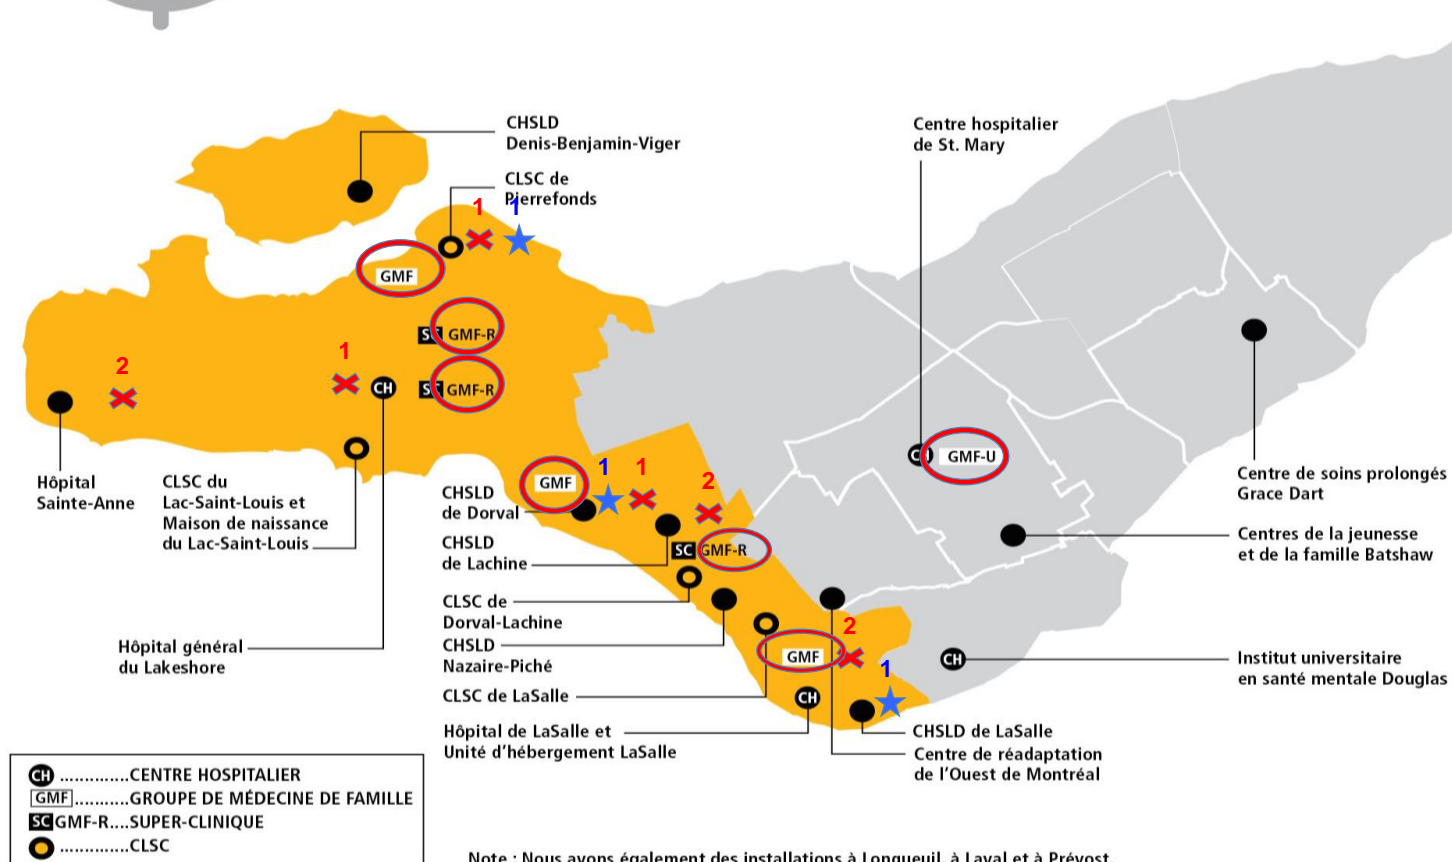 CHSLD
Denis-Benjamin-Viger
CLSC de
Pierrefonds
Centre hospitalier
de St. Mary
1
1
GMF
SC GMF-R
1
2
CH
SC GMF-R
Hôpital
Sainte-Anne
CLSC du
Lac-Saint-Louis et
Maison de naissance
du Lac-Saint-Louis
CHSLD
de Dorval
GMF
1
1
2
CH GMF-U
Centre de soins prolongés
Grace Dart
CHSLD
de Lachine
SC GMF-R
Centres de la jeunesse
et de la famille Batshaw
CLSC de
Dorval-Lachine
CHSLD
Nazaire-Piché
Hôpital général
du Lakeshore
2
GMF
1
CH
Institut universitaire
en santé mentale Douglas
CLSC de LaSalle
CH
Hôpital de LaSalle et
Unité d'hébergement LaSalle
CHSLD de LaSalle
Centre de réadaptation
de l'Ouest de Montréal
CH .............CENTRE HOSPITALIER
GMF...........GROUPE DE MÉDECINE DE FAMILLE
SC GMF-R....SUPER-CLINIQUE
..............CLSC
Note : Nous avons également des installations à Longueuil, à Laval et à Prévost.